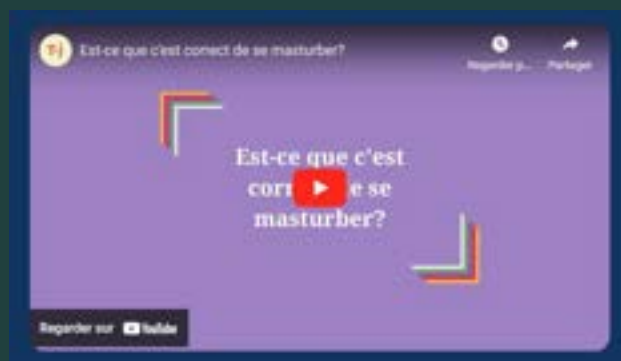 Est-ce que c'est correct de se masturber?
Regarder p...
Partager
Est-ce que c'est
corr e se
masturber?
Regarder sur YouTube